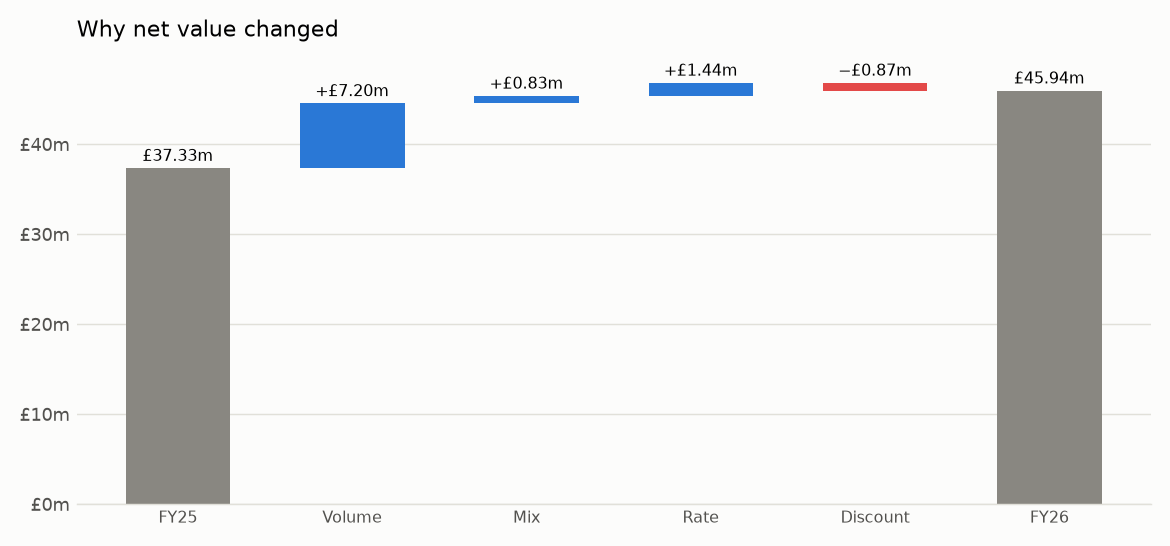 Why net value changed
£37.33m
+£7.20m
+£0.83m
+£1.44m
−£0.87m
£45.94m
£40m
£30m
£20m
£10m
£0m
FY25
Volume
Mix
Rate
Discount
FY26